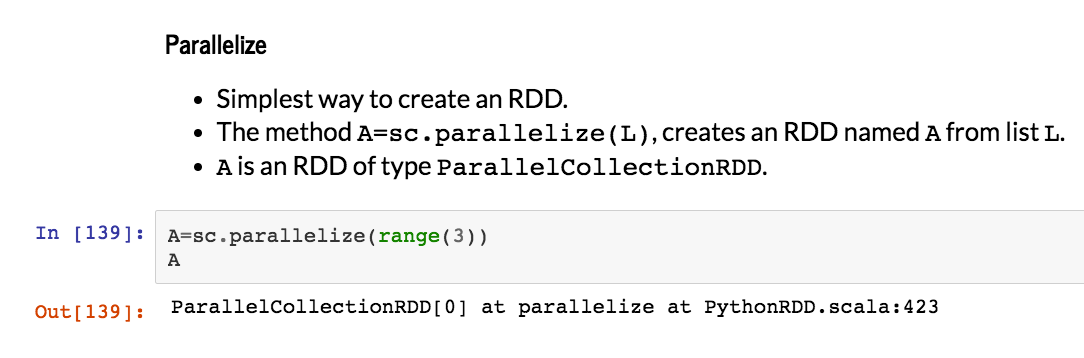 Parallelize
• Simplest way to create an RDD.
• The method A=sc.parallelize(L), creates an RDD named A from list L.
• A is an RDD of type ParallelCollectionRDD.
In [139]: A=sc.parallelize(range(3))
A
Out[139]: ParallelCollectionRDD[0] at parallelize at PythonRDD.scala:423